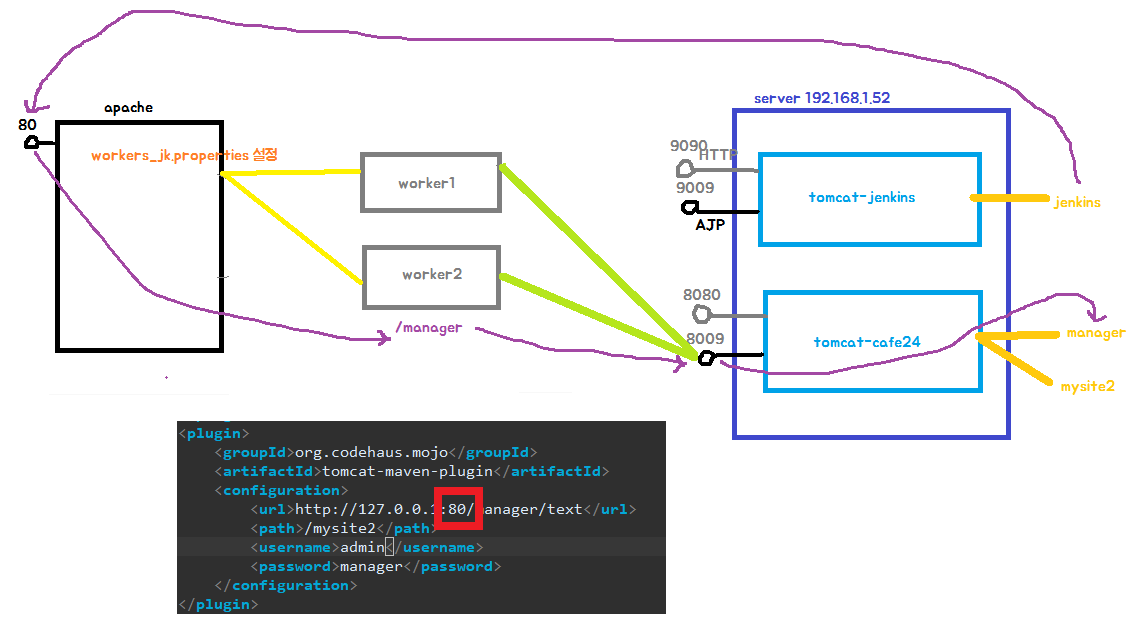 apache
server 192.168.1.52
80
workers_jk.properties 설정
worker1
worker2
/manager
9090
HTTP
9009
AJP
tomcat-jenkins
jenkins
8080
8009
tomcat-cafe24
manager
mysite2
<plugin>
<groupId>org.codehaus.mojo</groupId>
<artifactId>tomcat-maven-plugin</artifactId>
<configuration>
<url>http://127.0.0.1:80/manager/text</url>
<path>/mysite2</path>
<username>admin</username>
<password>manager</password>
</configuration>
</plugin>